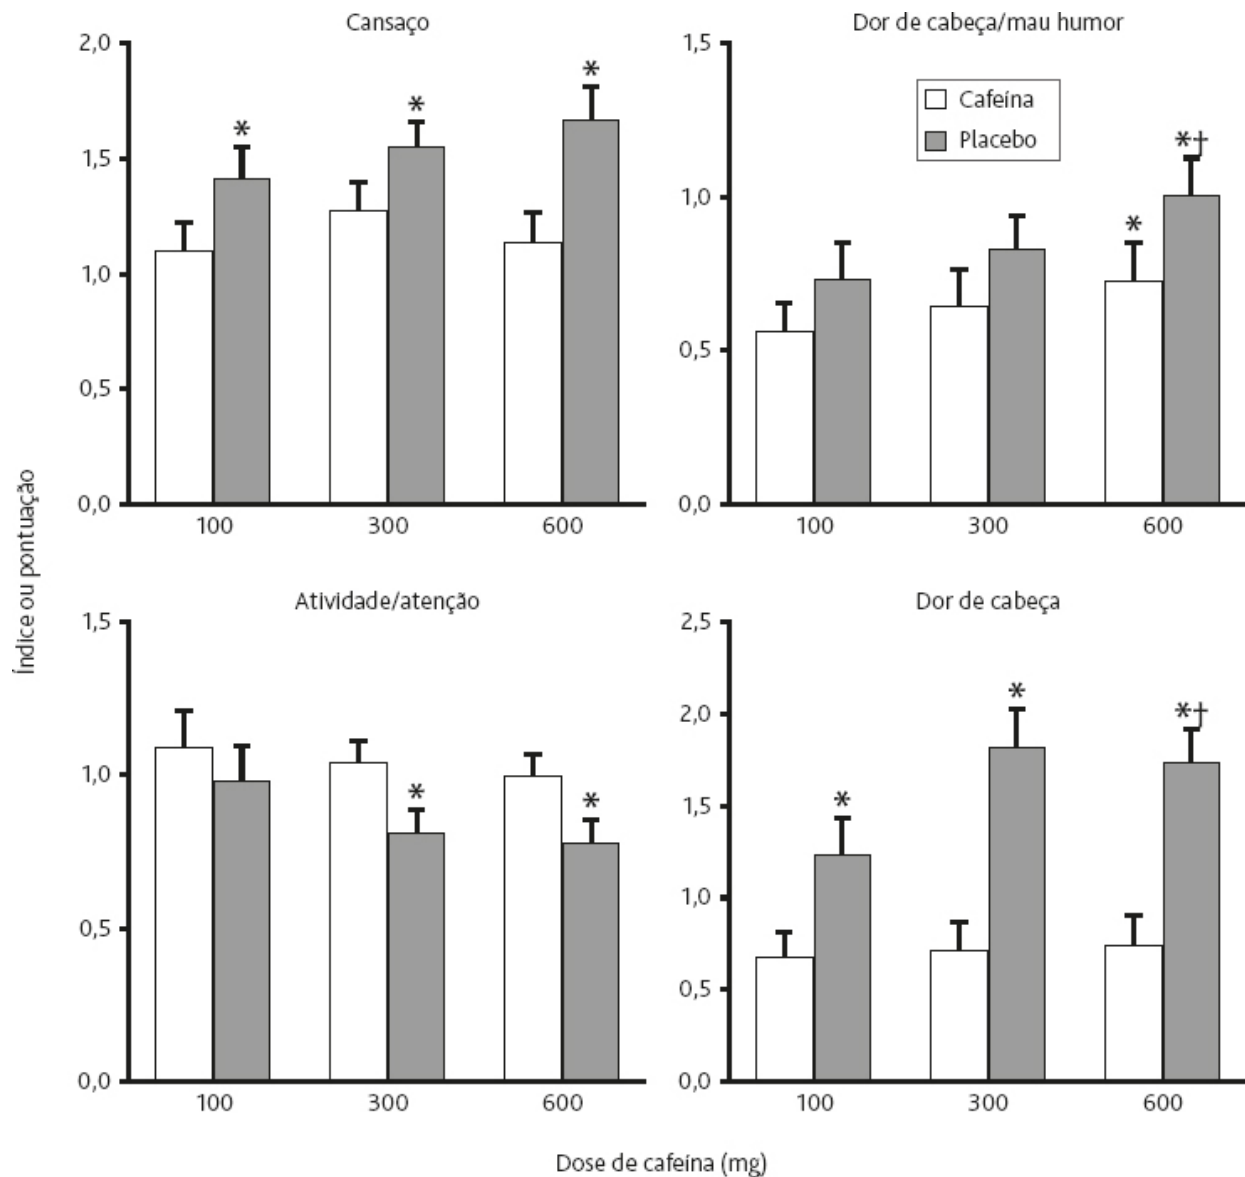 Cansaço
2,0
1,5
1,0
0,5
0,0
* * *
100 300 600
Dor de cabeça/mau humor
1,5
1,0
0,5
0,0
Cafeína
Placebo
* *†
100 300 600
Índice ou pontuação
Atividade/atenção
1,5
1,0
0,5
0,0
* *
100 300 600
Dor de cabeça
2,5
2,0
1,5
1,0
0,5
0,0
* * *†
100 300 600
Dose de cafeína (mg)